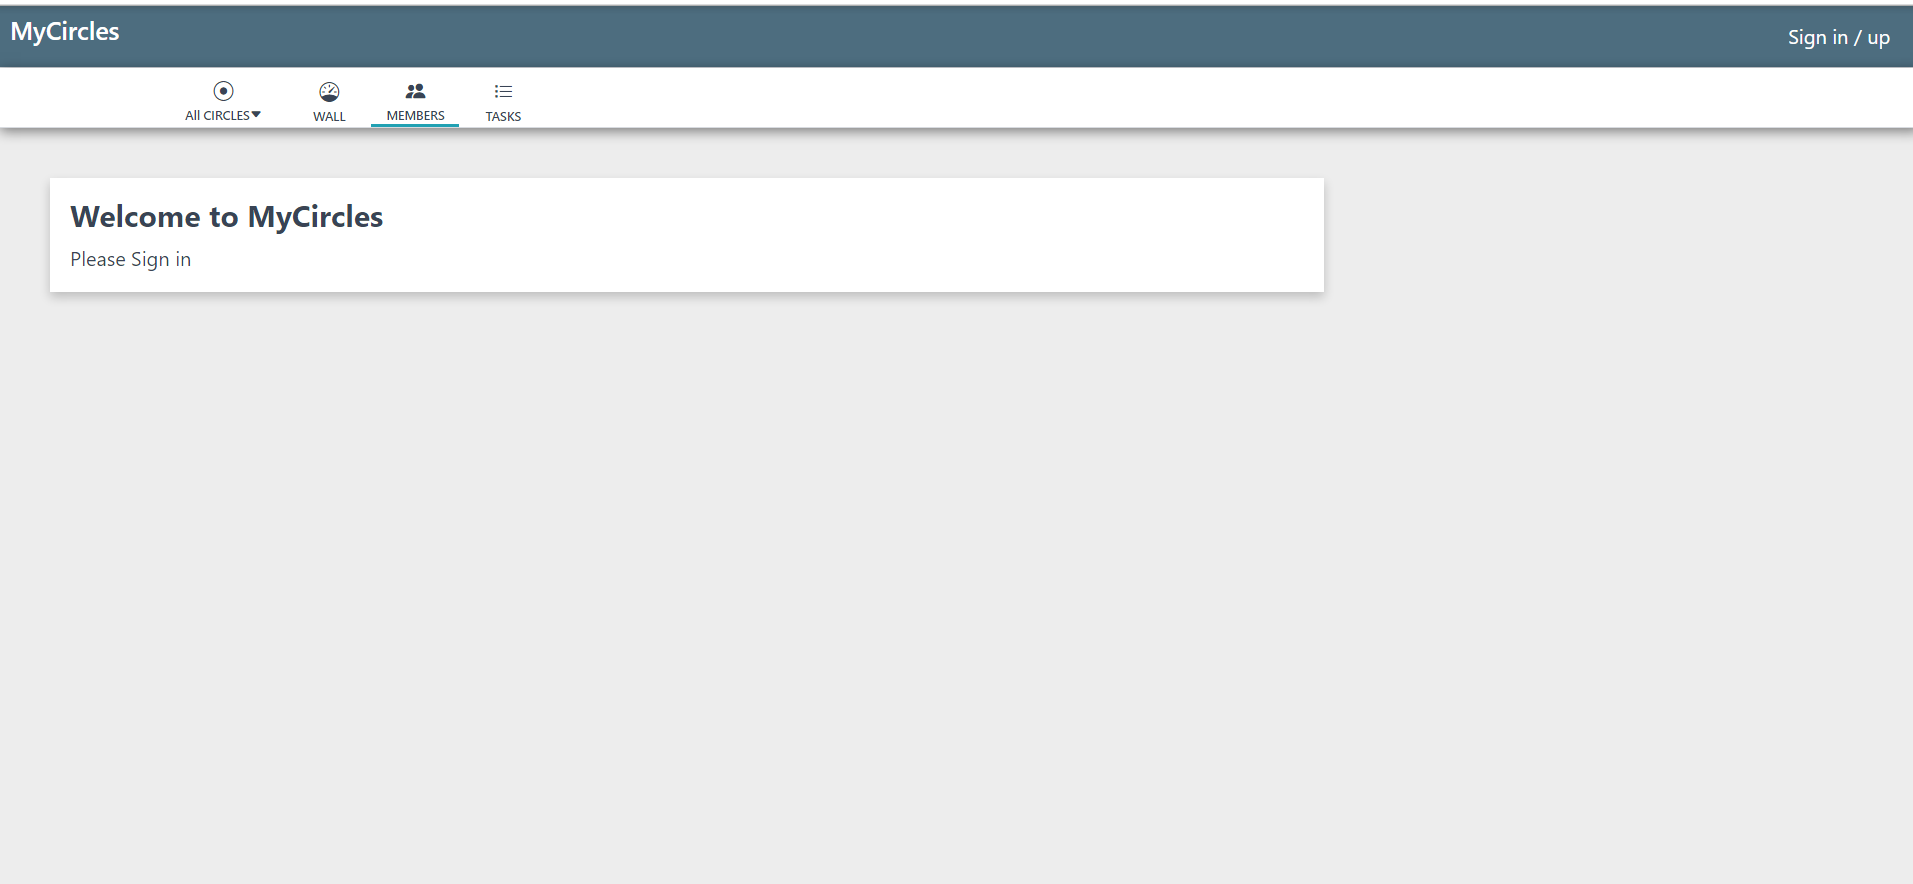 MyCircles
Sign in / up
All CIRCLES
WALL
MEMBERS
TASKS
Welcome to MyCircles
Please Sign in